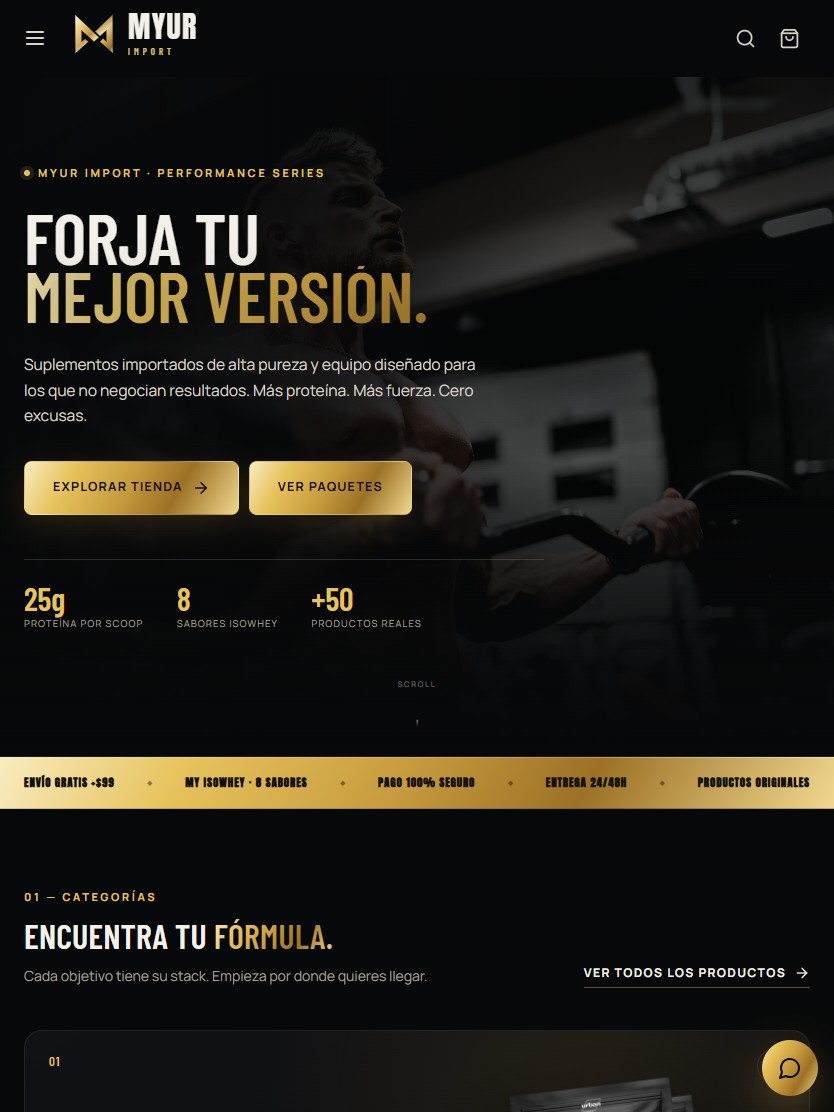 MYUR
IMPORT
MYUR IMPORT · PERFORMANCE SERIES
FORJA TU
MEJOR VERSIÓN.
Suplementos importados de alta pureza y equipo diseñado para
los que no negocian resultados. Más proteína. Más fuerza. Cero
excusas.
EXPLORAR TIENDA →
VER PAQUETES
25g
PROTEÍNA POR SCOOP
8
SABORES ISOWHEY
+50
PRODUCTOS REALES
SCROLL
ENVÍO GRATIS +$99 ✦ MY ISOWHEY · 8 SABORES ✦ PAGO 100% SEGURO ✦ ENTREGA 24/48H ✦ PRODUCTOS ORIGINALES
01 — CATEGORÍAS
ENCUENTRA TU FÓRMULA.
Cada objetivo tiene su stack. Empieza por donde quieres llegar.
VER TODOS LOS PRODUCTOS →
01
urban